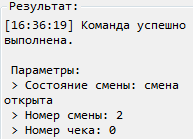 Результат:
[16:36:19] Команда успешно
выполнена.
Параметры:
> Состояние смены: смена
открыта
> Номер смены: 2
> Номер чека: 0